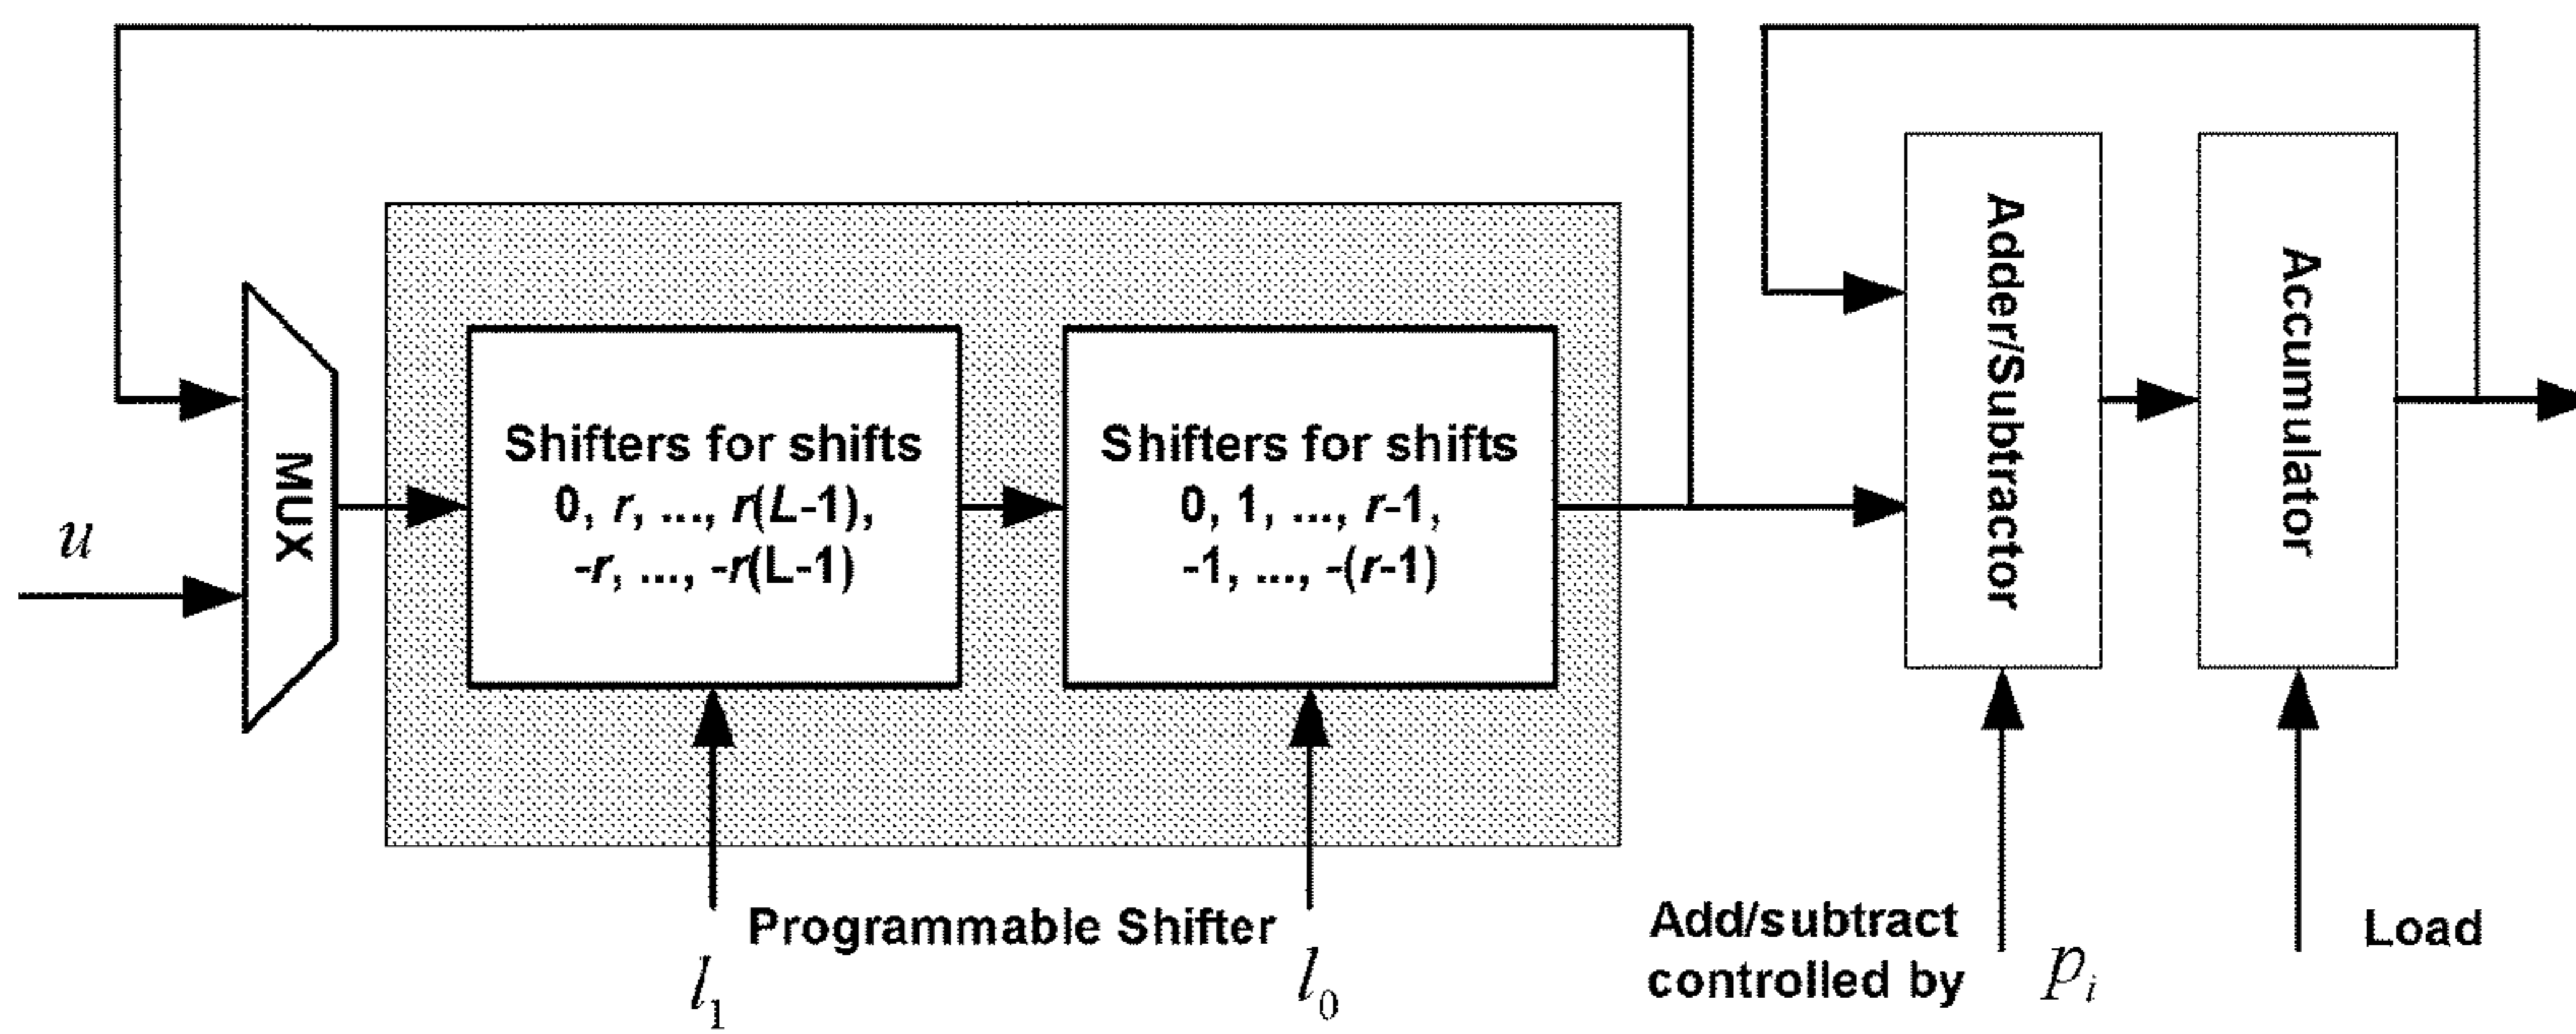 u
MUX
Shifters for shifts
0, r, ..., r(L-1),
-r, ..., -r(L-1)
Shifters for shifts
0, 1, ..., r-1,
-1, ..., -(r-1)
Adder/Subtractor
Accumulator
l₁
Programmable Shifter
l₀
Add/subtract
controlled by
pᵢ
Load